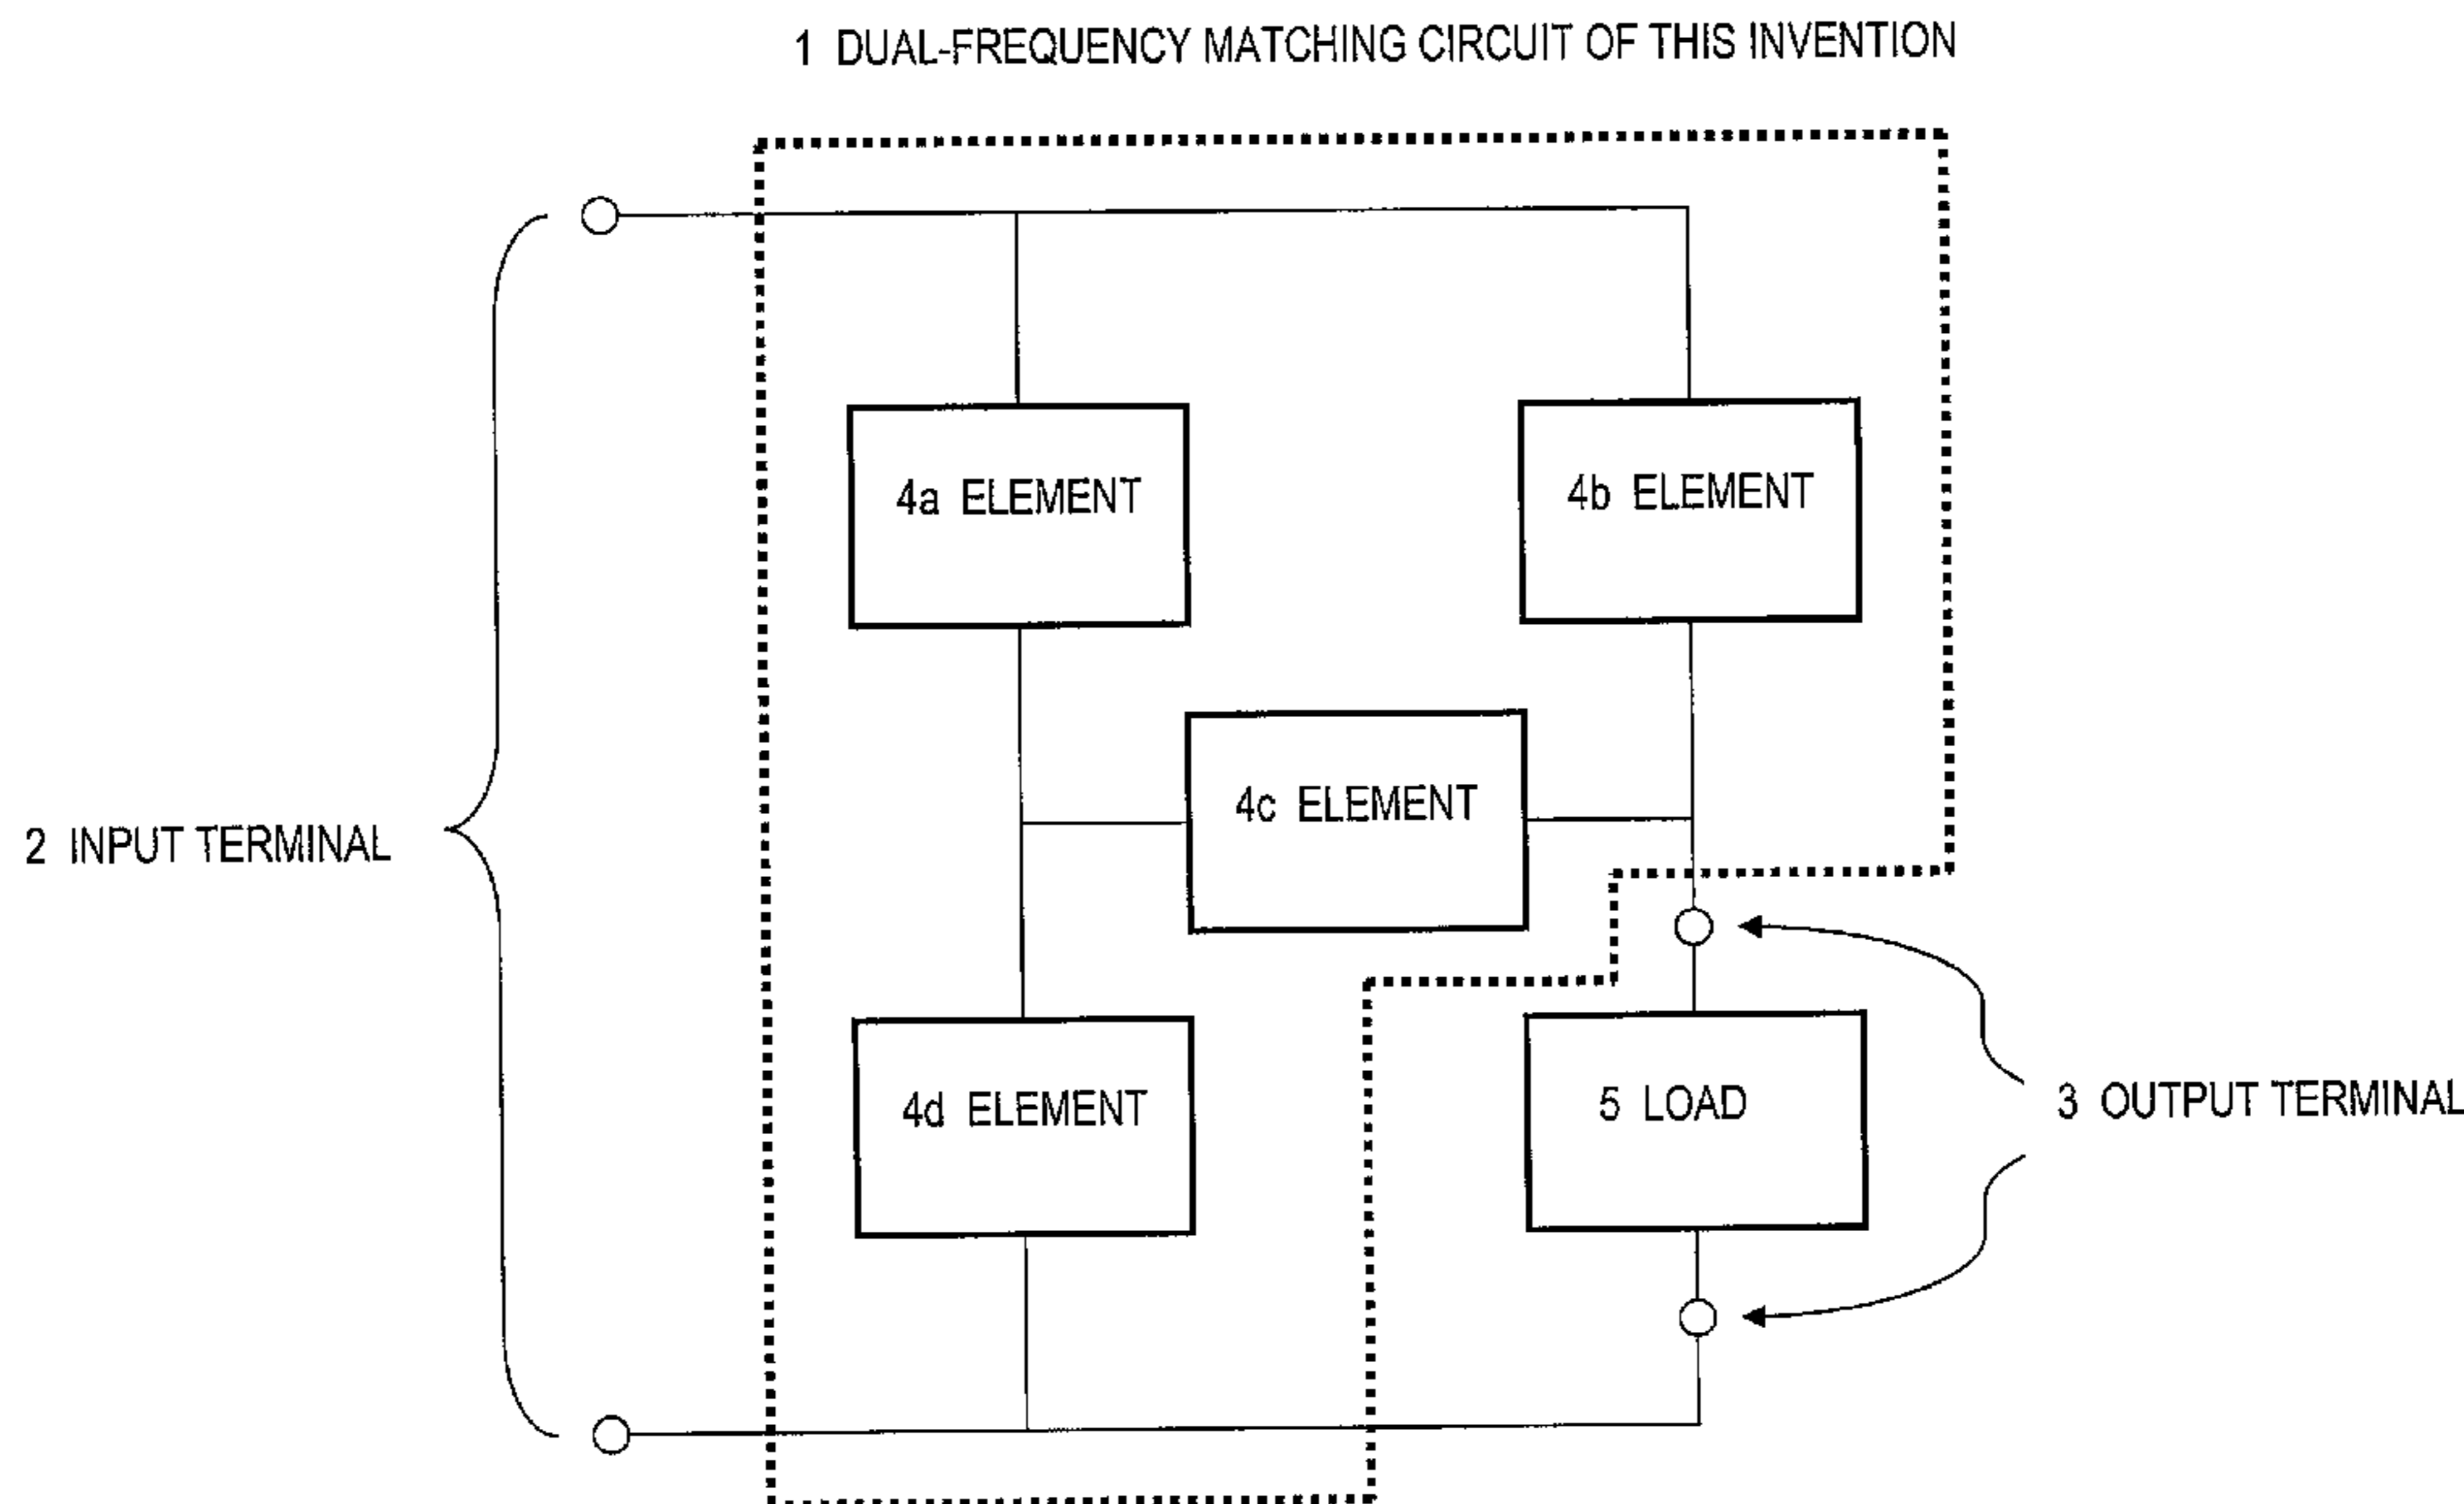 1 DUAL-FREQUENCY MATCHING CIRCUIT OF THIS INVENTION
4a ELEMENT
4b ELEMENT
4c ELEMENT
2 INPUT TERMINAL
4d ELEMENT
5 LOAD
3 OUTPUT TERMINAL